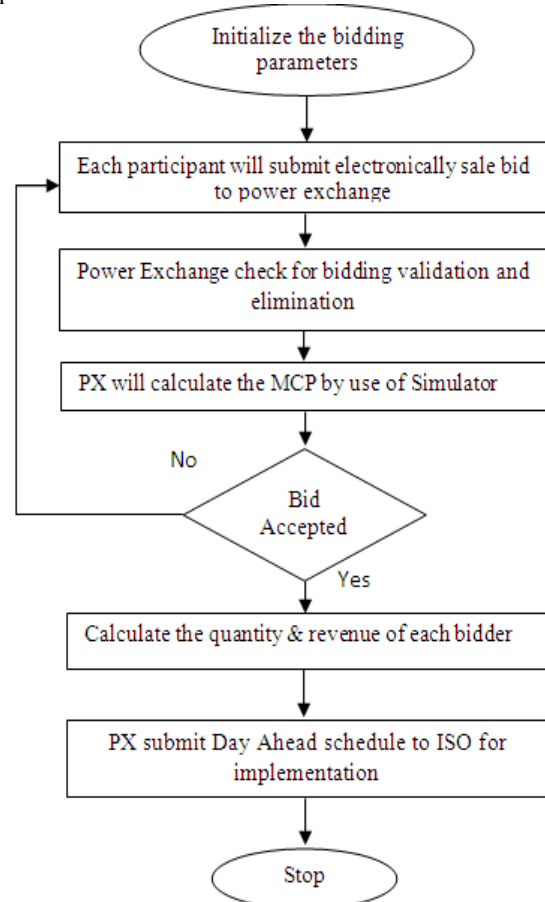 Initialize the bidding
parameters
Each participant will submit electronically sale bid
to power exchange
Power Exchange check for bidding validation and
elimination
PX will calculate the MCP by use of Simulator
No
Bid
Accepted
Yes
Calculate the quantity & revenue of each bidder
PX submit Day Ahead schedule to ISO for
implementation
Stop